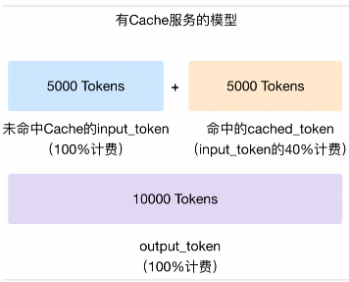 有Cache服务的模型
5000 Tokens + 5000 Tokens
未命中Cache的input_token 命中的cached_token
（100%计费） （input_token的40%计费）
10000 Tokens
output_token
（100%计费）